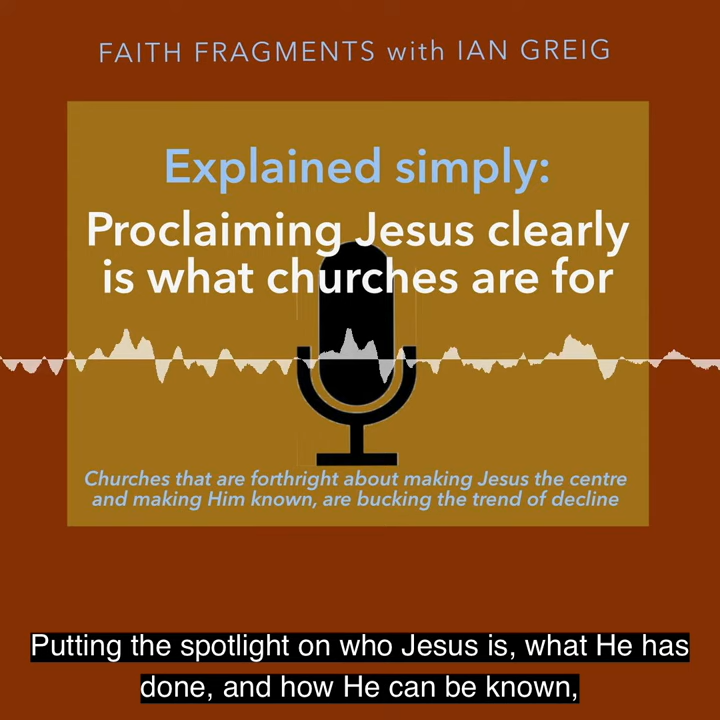 FAITH FRAGMENTS with IAN GREIG
Explained simply:
Proclaiming Jesus clearly
is what churches are for
Churches that are forthright about making Jesus the centre
and making Him known, are bucking the trend of decline
Putting the spotlight on who Jesus is, what He has
done, and how He can be known,